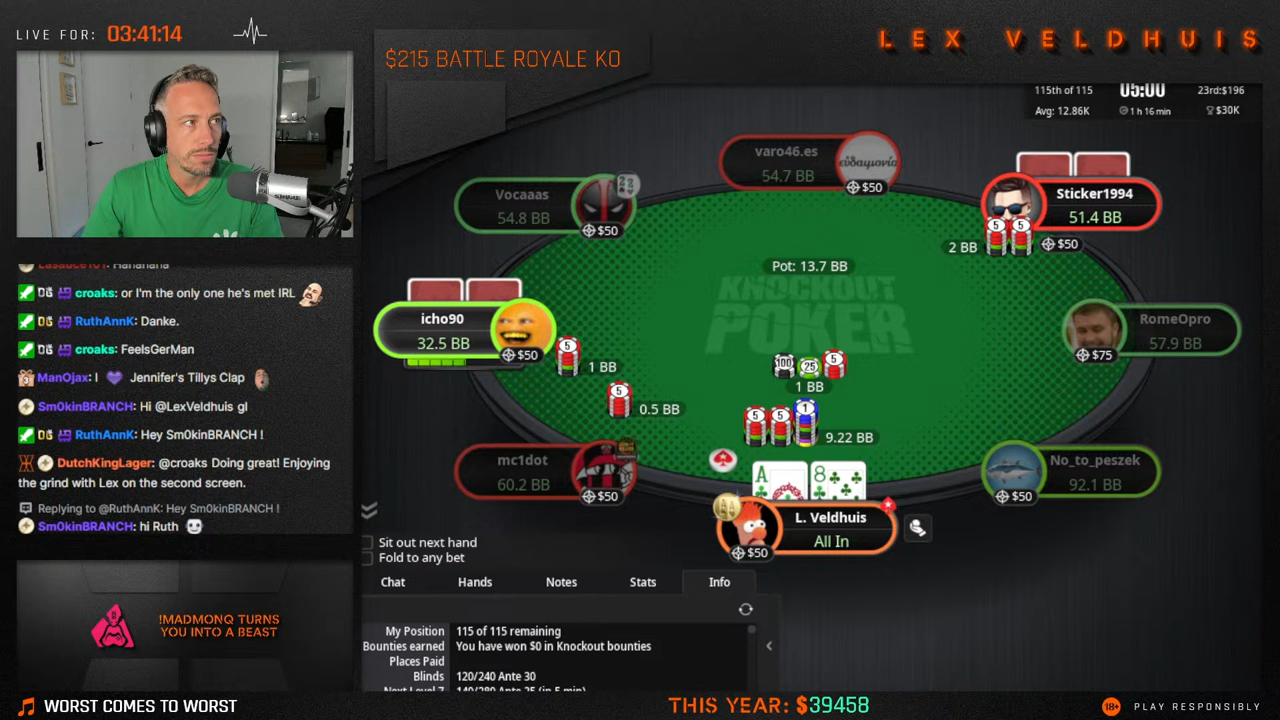 LIVE FOR: 03:41:14
LEX VELDHUIS
$215 BATTLE ROYALE KO
115th of 115
05:00
23rd:$196
Avg: 12.86K
1 h 16 min
$30K
varo46.es
54.7 BB
$50
εὐδαιμονία
Vocaaas
54.8 BB
$50
Sticker1994
51.4 BB
$50
2 BB
Pot: 13.7 BB
KNOCKOUT
POKER
icho90
32.5 BB
$50
1 BB
0.5 BB
RomeOpro
57.9 BB
$75
100
25
5
1 BB
9.22 BB
mc1dot
60.2 BB
$50
No_to_peszek
92.1 BB
$50
A
8
L. Veldhuis
All In
$50
croaks: or I'm the only one he's met IRL
RuthAnnK: Danke.
croaks: FeelsGerMan
ManOjax: I Jennifer's Tillys Clap
Sm0kinBRANCH: Hi @LexVeldhuis gl
RuthAnnK: Hey Sm0kinBRANCH !
DutchKingLager: @croaks Doing great! Enjoying
the grind with Lex on the second screen.
Replying to @RuthAnnK: Hey Sm0kinBRANCH !
Sm0kinBRANCH: hi Ruth
Sit out next hand
Fold to any bet
Chat
Hands
Notes
Stats
Info
My Position 115 of 115 remaining
Bounties earned You have won $0 in Knockout bounties
Places Paid
Blinds 120/240 Ante 30
!MADMONQ TURNS
YOU INTO A BEAST
WORST COMES TO WORST
THIS YEAR: $39458
18+ PLAY RESPONSIBLY